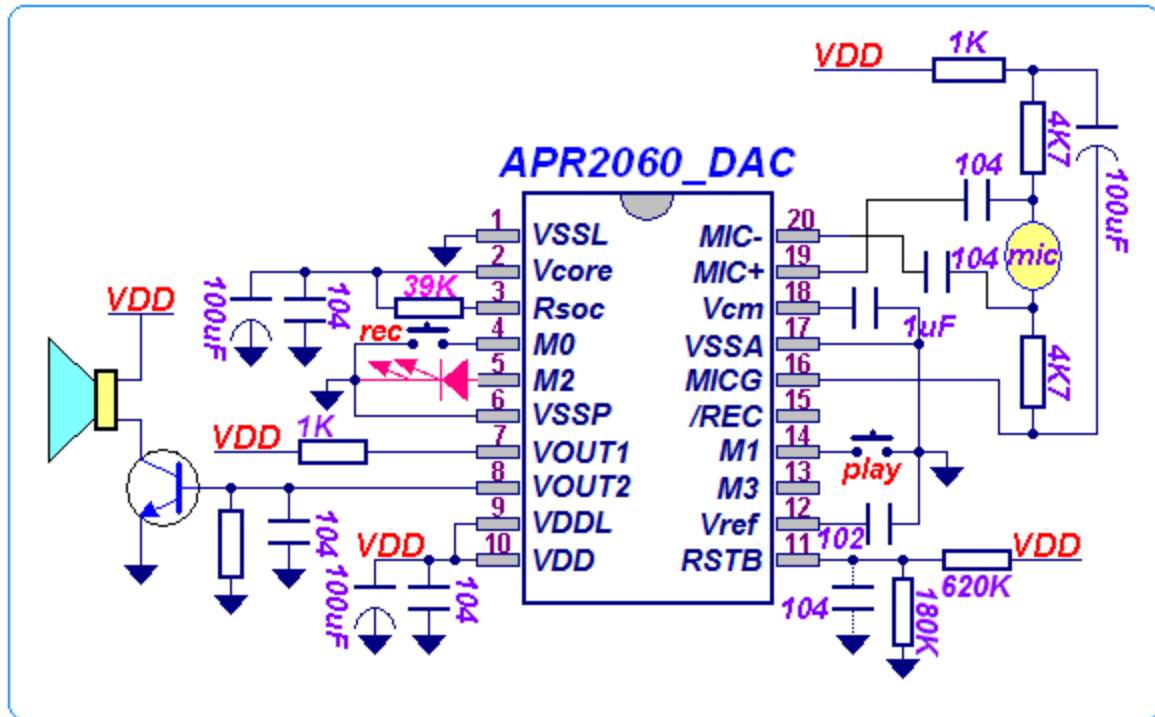 VDD
1K
4K7
100uF
104
mic
104
4K7
APR2060_DAC
1
VSSL
2
Vcore
39K
3
Rsoc
rec
4
M0
5
M2
6
VSSP
VDD
1K
7
VOUT1
8
VOUT2
9
VDDL
10
VDD
20
MIC-
19
MIC+
18
Vcm
1uF
17
VSSA
16
MICG
15
/REC
14
M1
play
13
M3
12
Vref
102
11
RSTB
VDD
620K
180K
104
100uF
104
VDD
104
VDD
100uF
104